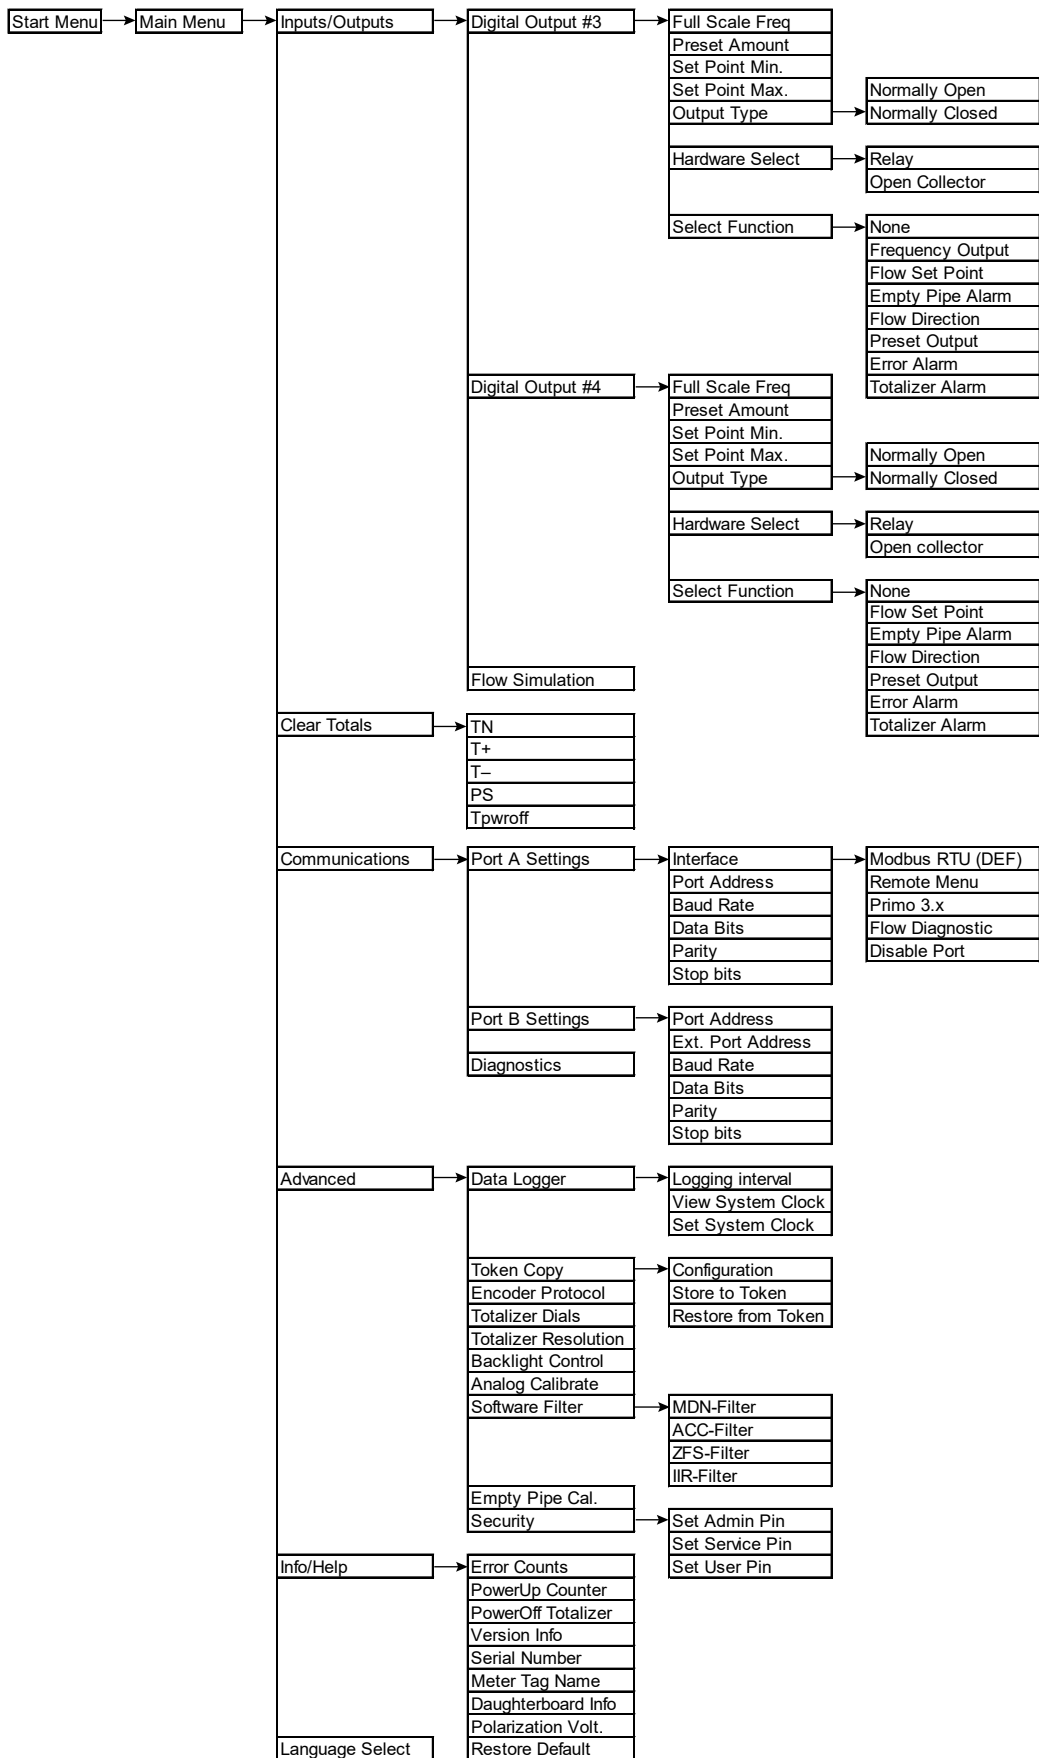 Start Menu
Main Menu
Inputs/Outputs
Digital Output #3
Full Scale Freq
Preset Amount
Set Point Min.
Set Point Max.
Output Type
Normally Open
Normally Closed
Hardware Select
Relay
Open Collector
Select Function
None
Frequency Output
Flow Set Point
Empty Pipe Alarm
Flow Direction
Preset Output
Error Alarm
Totalizer Alarm
Digital Output #4
Full Scale Freq
Preset Amount
Set Point Min.
Set Point Max.
Output Type
Normally Open
Normally Closed
Hardware Select
Relay
Open collector
Select Function
None
Flow Set Point
Empty Pipe Alarm
Flow Direction
Preset Output
Error Alarm
Totalizer Alarm
Flow Simulation
Clear Totals
TN
T+
T–
PS
Tpwroff
Communications
Port A Settings
Interface
Port Address
Baud Rate
Data Bits
Parity
Stop bits
Modbus RTU (DEF)
Remote Menu
Primo 3.x
Flow Diagnostic
Disable Port
Port B Settings
Port Address
Ext. Port Address
Baud Rate
Data Bits
Parity
Stop bits
Diagnostics
Advanced
Data Logger
Logging interval
View System Clock
Set System Clock
Token Copy
Configuration
Store to Token
Restore from Token
Encoder Protocol
Totalizer Dials
Totalizer Resolution
Backlight Control
Analog Calibrate
Software Filter
MDN-Filter
ACC-Filter
ZFS-Filter
IIR-Filter
Empty Pipe Cal.
Security
Set Admin Pin
Set Service Pin
Set User Pin
Info/Help
Error Counts
PowerUp Counter
PowerOff Totalizer
Version Info
Serial Number
Meter Tag Name
Daughterboard Info
Polarization Volt.
Restore Default
Language Select